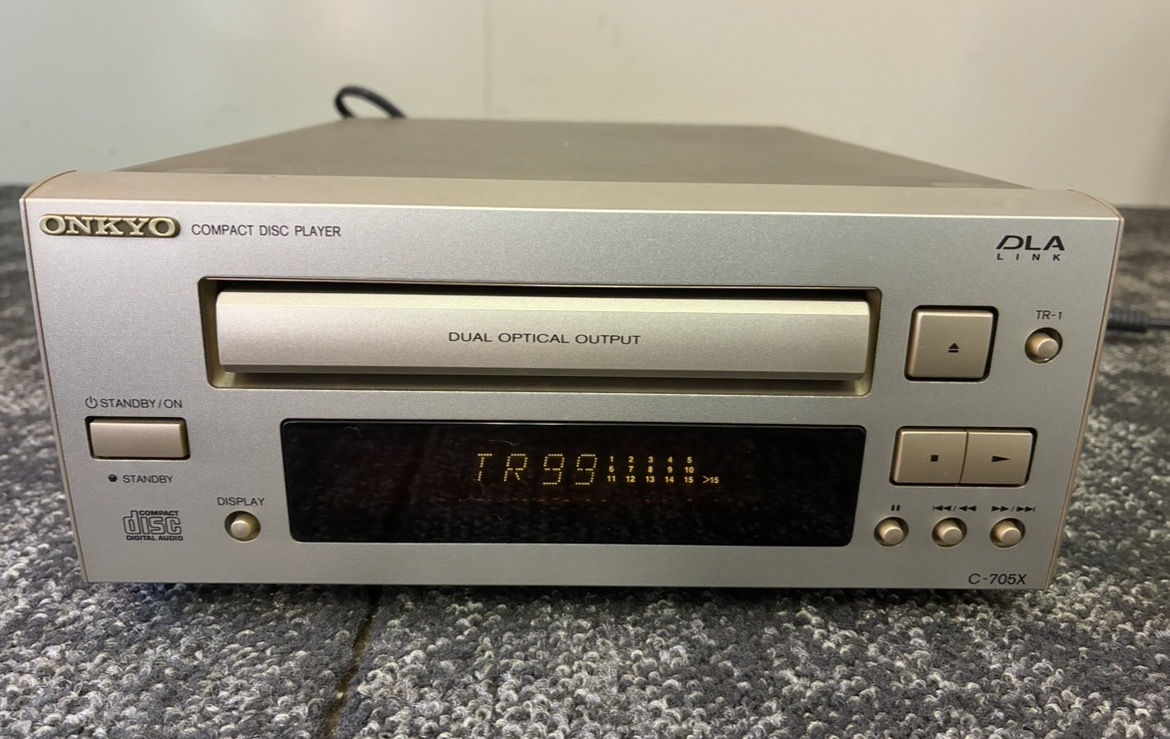 ONKYO COMPACT DISC PLAYER
DLA
LINK
DUAL OPTICAL OUTPUT
TR-1
STANDBY/ON
STANDBY
TR99
1 2 3 4 5
6 7 8 9 10
11 12 13 14 15 >15
DISPLAY
COMPACT
disc
DIGITAL AUDIO
C-705X